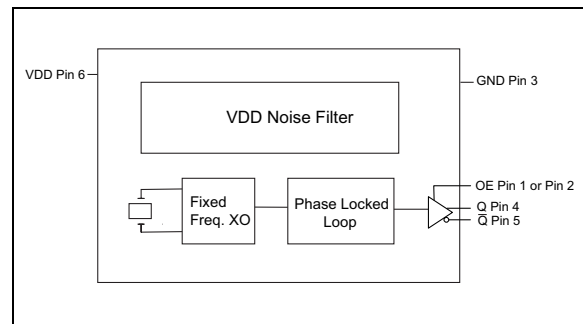 VDD Pin 6
GND Pin 3
VDD Noise Filter
OE Pin 1 or Pin 2
Fixed
Freq. XO
Phase Locked
Loop
Q Pin 4
Q̅ Pin 5